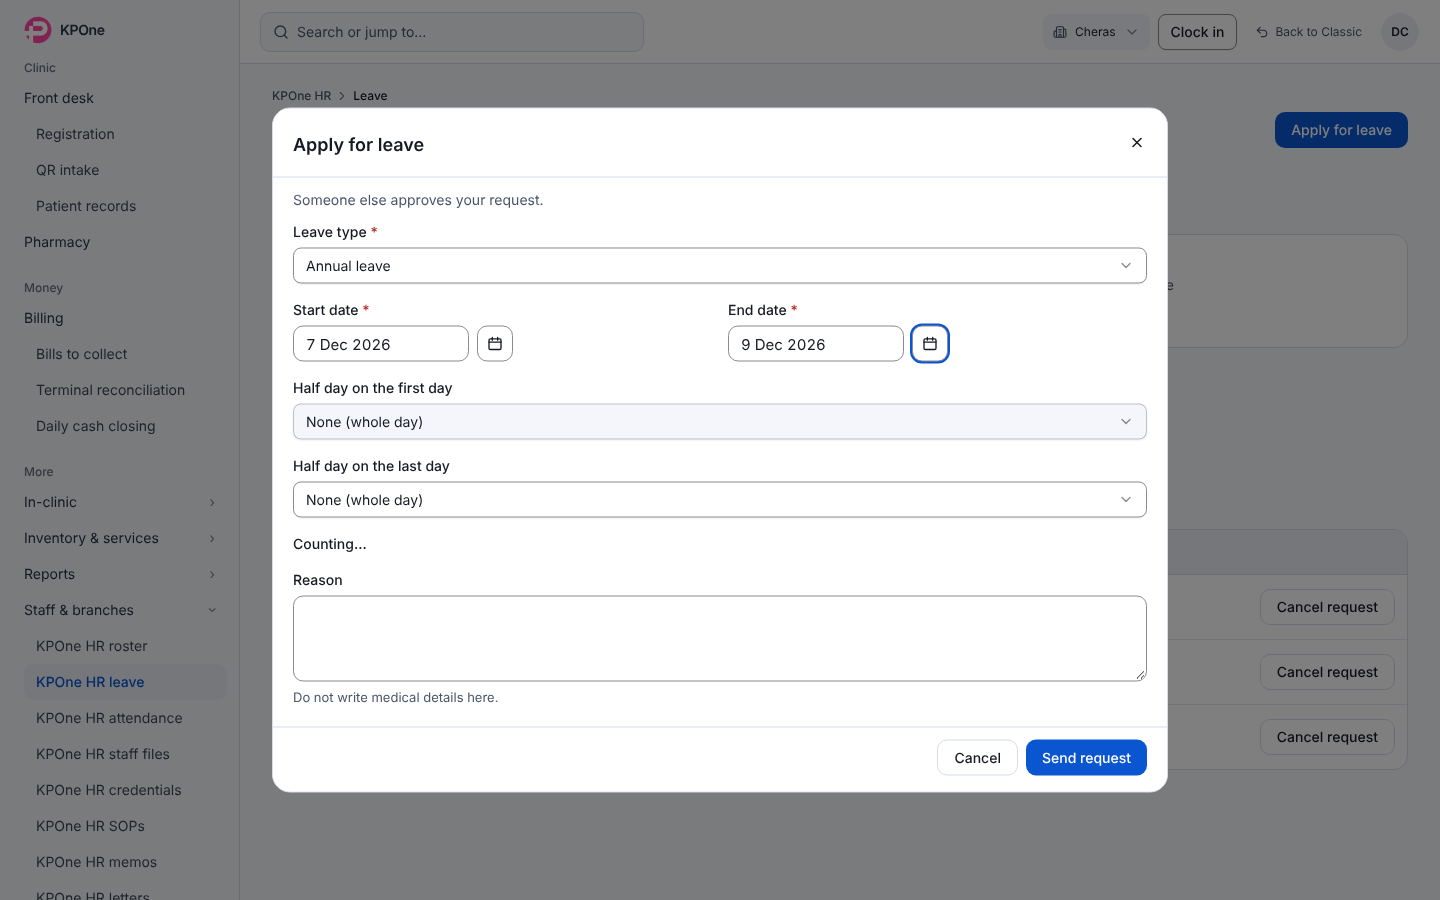 KPOne
Clinic
Front desk
Registration
QR intake
Patient records
Pharmacy
Money
Billing
Bills to collect
Terminal reconciliation
Daily cash closing
More
In-clinic
Inventory & services
Reports
Staff & branches
KPOne HR roster
KPOne HR leave
KPOne HR attendance
KPOne HR staff files
KPOne HR credentials
KPOne HR SOPs
KPOne HR memos
KPOne HR letters
Search or jump to...
Cheras
Clock in
Back to Classic
DC
KPOne HR > Leave
Apply for leave
Apply for leave
Someone else approves your request.
Leave type *
Annual leave
Start date *
7 Dec 2026
End date *
9 Dec 2026
Half day on the first day
None (whole day)
Half day on the last day
None (whole day)
Counting...
Reason
Do not write medical details here.
Cancel
Send request
Cancel request
Cancel request
Cancel request